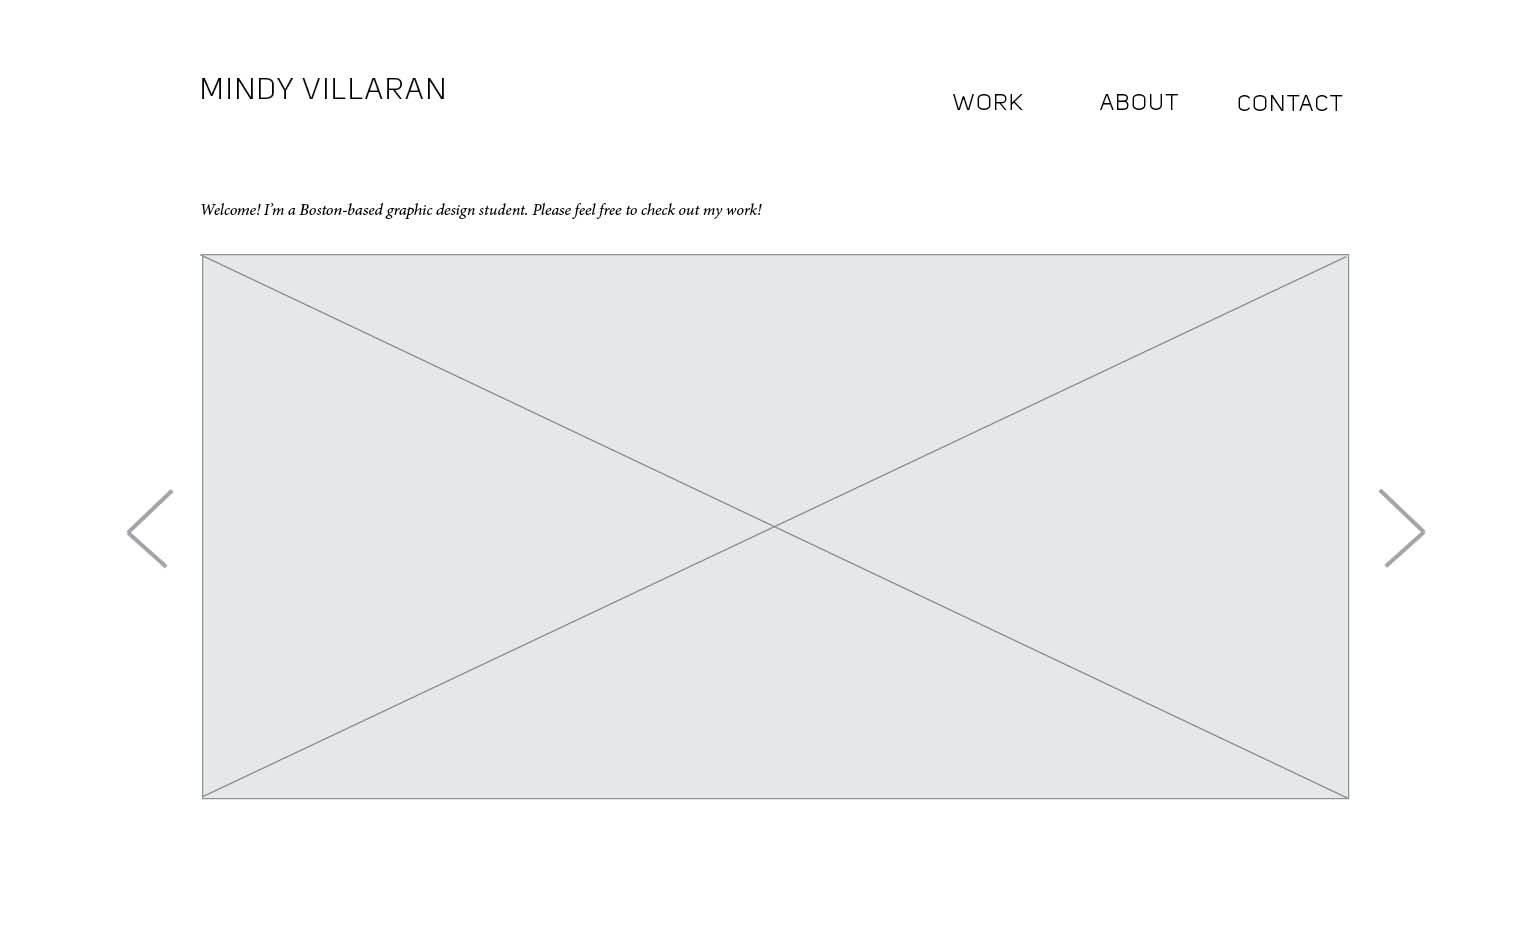 MINDY VILLARAN
WORK ABOUT CONTACT
Welcome! I’m a Boston-based graphic design student. Please feel free to check out my work!